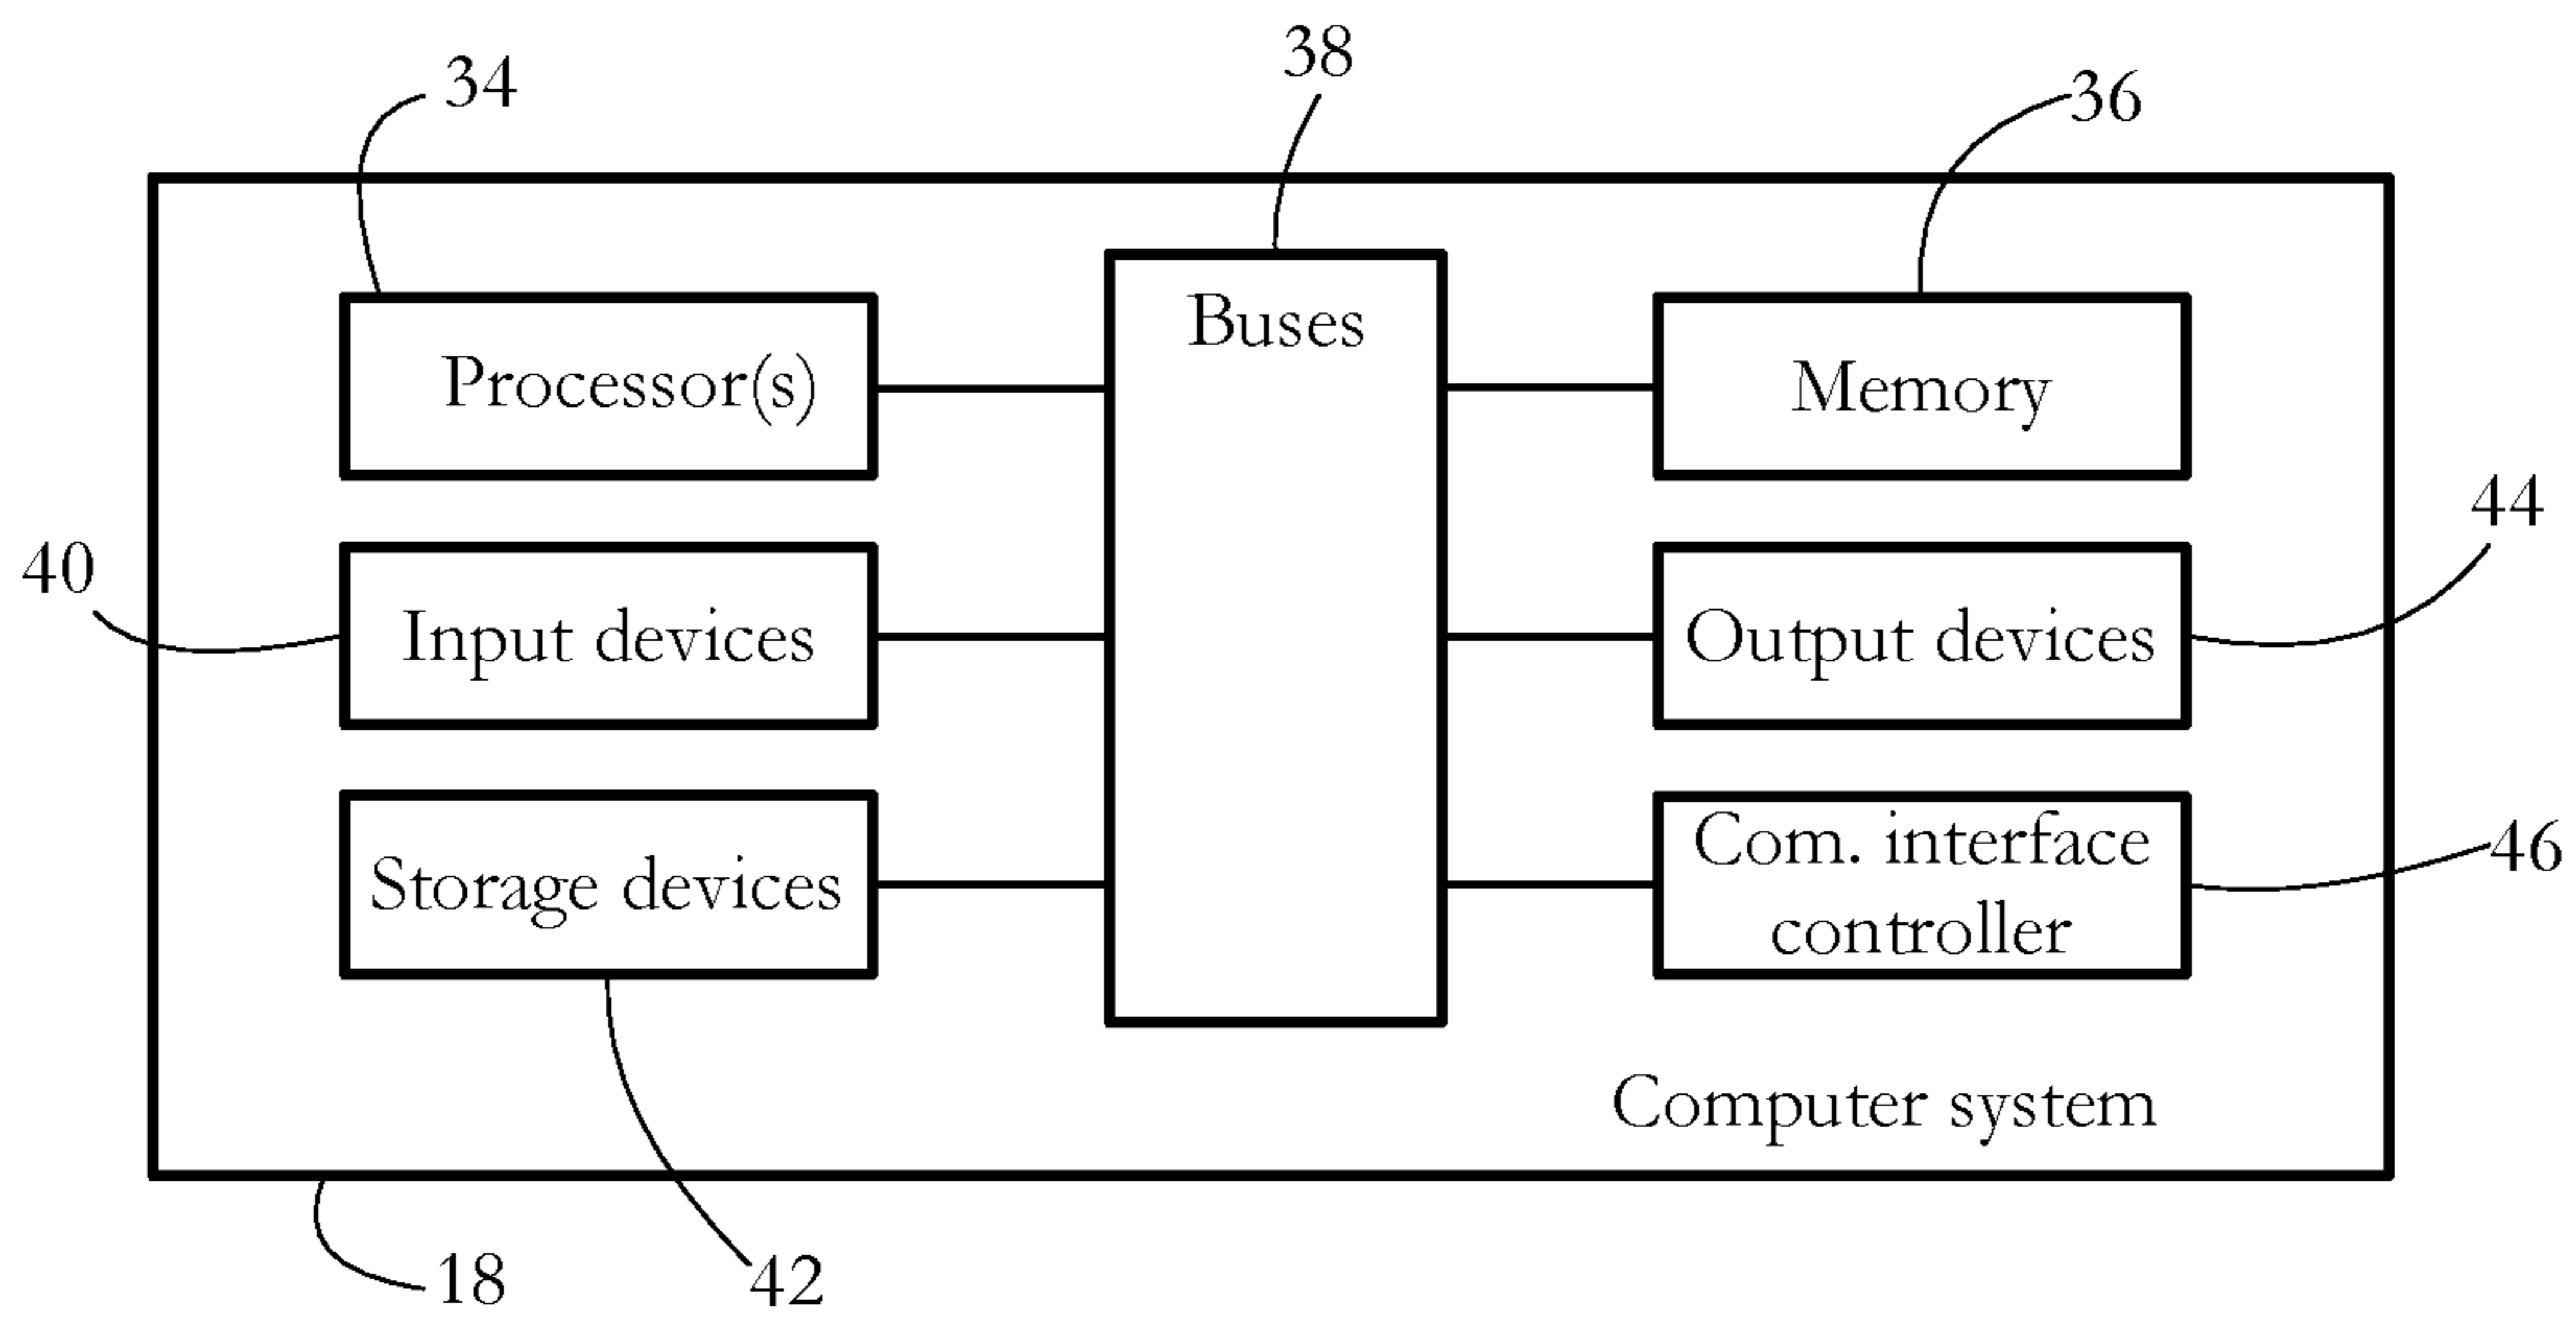 34
38
36
Processor(s)
Buses
Memory
40
Input devices
Output devices
44
Storage devices
Com. interface
controller
46
Computer system
18
42